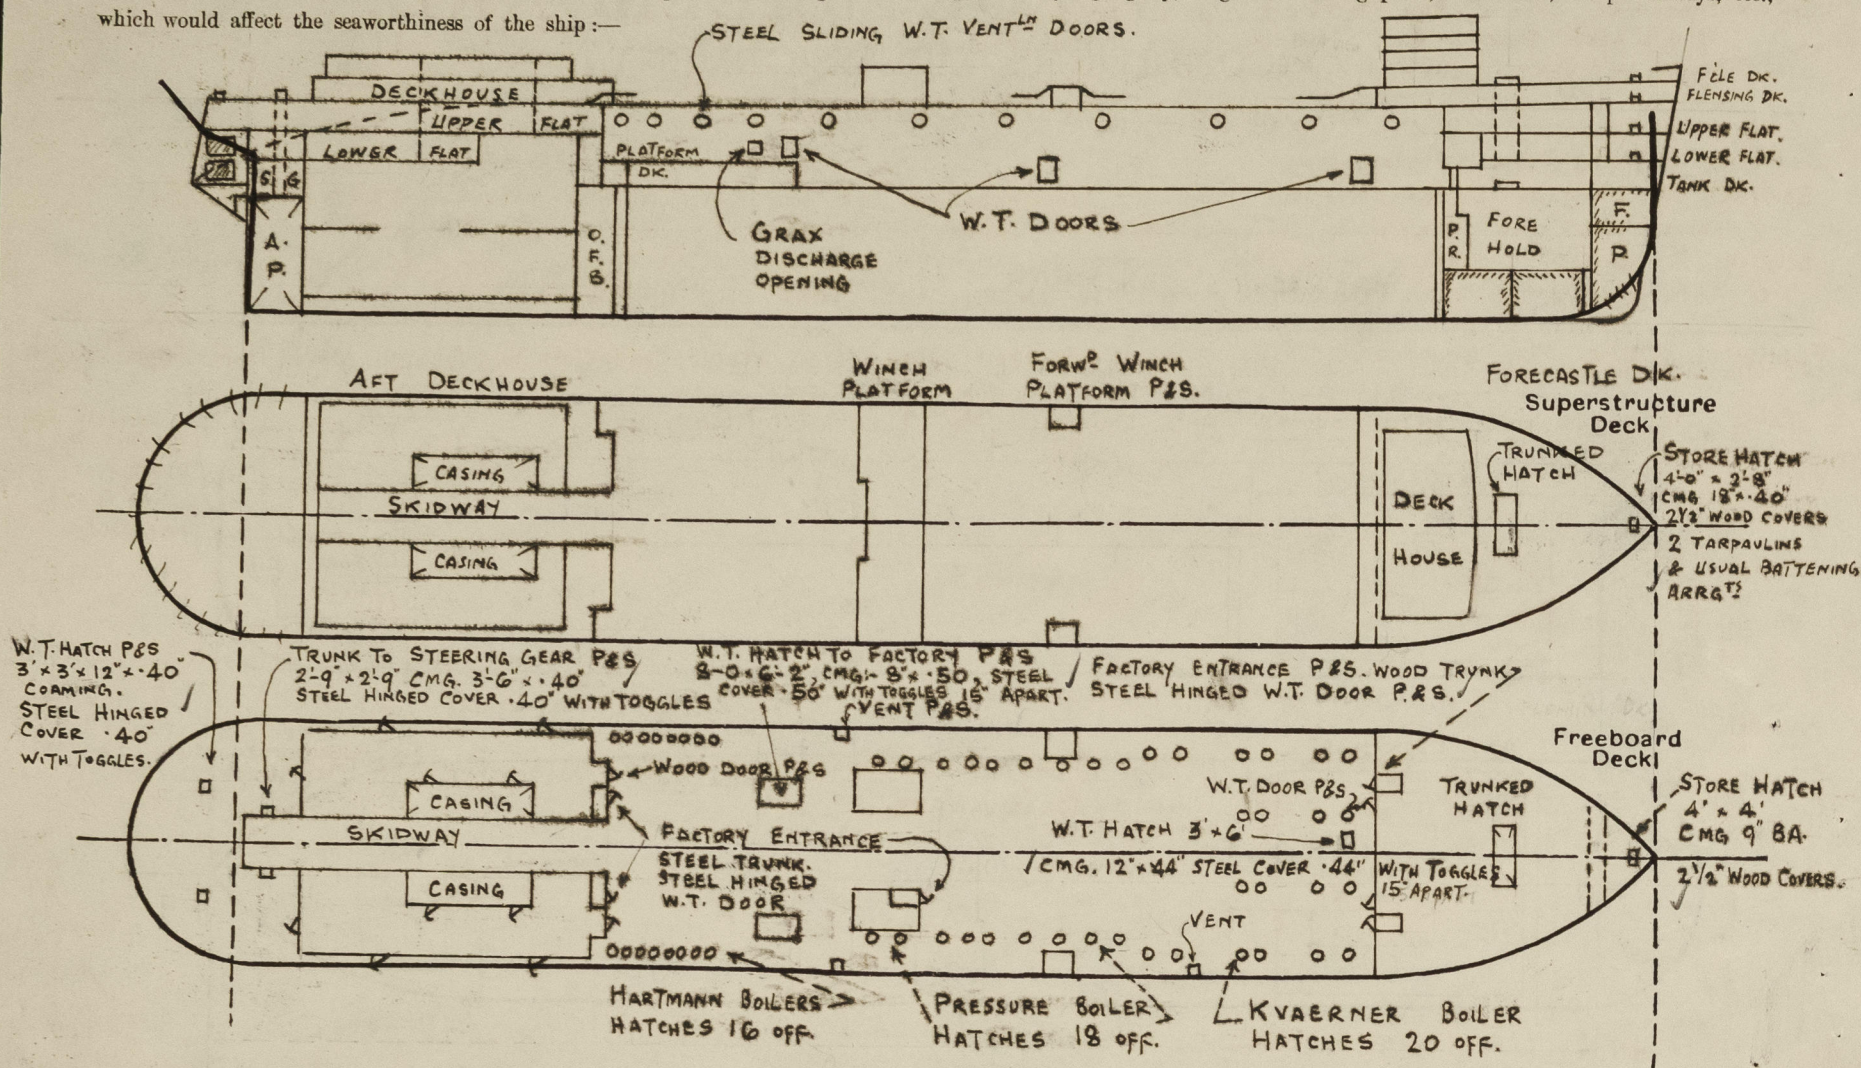 which would affect the seaworthiness of the ship :—
STEEL SLIDING W.T. VENTLN DOORS.
DECKHOUSE
UPPER FLAT
LOWER FLAT
S G
A.
P.
PLATFORM
DK.
O.
F.
B.
GRAX
DISCHARGE
OPENING
W.T. DOORS
P.
R.
FORE
HOLD
F.
P.
F'CLE DK.
FLENSING DK.
UPPER FLAT.
LOWER FLAT.
TANK DK.
AFT DECKHOUSE
WINCH
PLATFORM
FORWD WINCH
PLATFORM P&S.
FORECASTLE DK.
Superstructure
Deck
CASING
SKIDWAY
CASING
DECK
HOUSE
TRUNKED
HATCH
STORE HATCH
4'-0" x 2'-8"
CMG 18" x .40"
2½" WOOD COVERS
2 TARPAULINS
& USUAL BATTENING
ARRGTS
W.T. HATCH P&S
3' x 3' x 12" x .40"
COAMING.
STEEL HINGED
COVER .40"
WITH TOGGLES.
TRUNK TO STEERING GEAR P&S
2'-9" x 2'-9" CMG. 3'-6" x .40"
STEEL HINGED COVER .40" WITH TOGGLES
W.T. HATCH TO FACTORY P&S
8-0 x 6'-2", CMG:- 8" x .50, STEEL
COVER .50" WITH TOGGLES 15" APART.
VENT P&S.
FACTORY ENTRANCE P&S. WOOD TRUNK
STEEL HINGED W.T. DOOR P.&S.
Freeboard
Deck
WOOD DOOR P&S
CASING
SKIDWAY
CASING
FACTORY ENTRANCE
STEEL TRUNK.
STEEL HINGED
W.T. DOOR
W.T. DOOR P&S
W.T. HATCH 3' x 6'
CMG. 12" x .44" STEEL COVER .44" WITH TOGGLES
15" APART.
TRUNKED
HATCH
STORE HATCH
4' x 4'
CMG 9" BA.
2½" WOOD COVERS.
VENT
HARTMANN BOILERS
HATCHES 16 OFF.
PRESSURE BOILER
HATCHES 18 OFF.
KVAERNER BOILER
HATCHES 20 OFF.